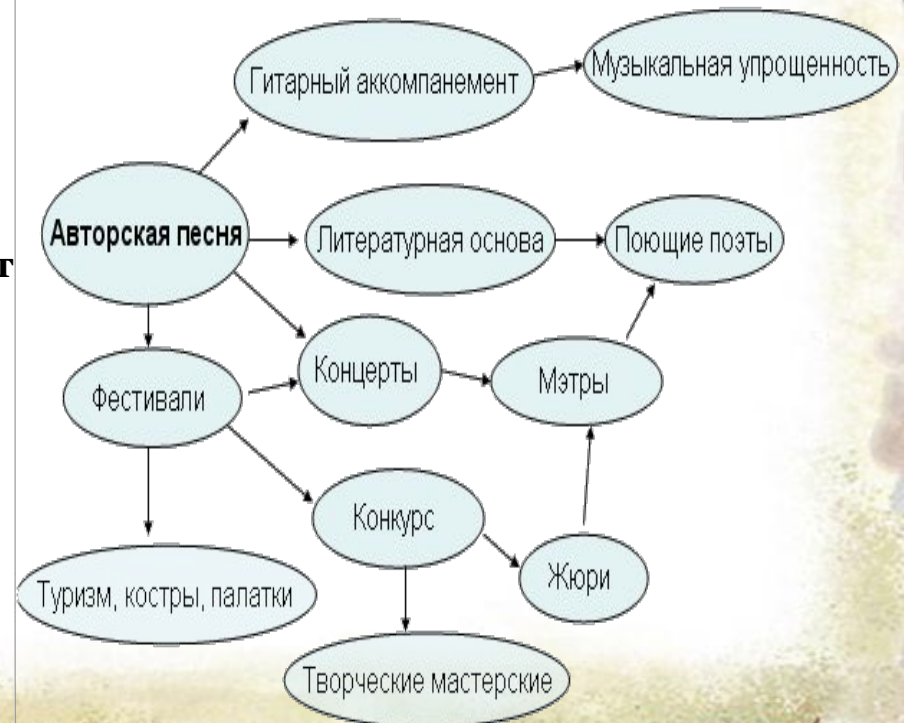 Гитарный аккомпанемент
Музыкальная упрощенность
Авторская песня
Литературная основа
Поющие поэты
г
Концерты
Мэтры
Фестивали
Конкурс
Жюри
Туризм, костры, палатки
Творческие мастерские